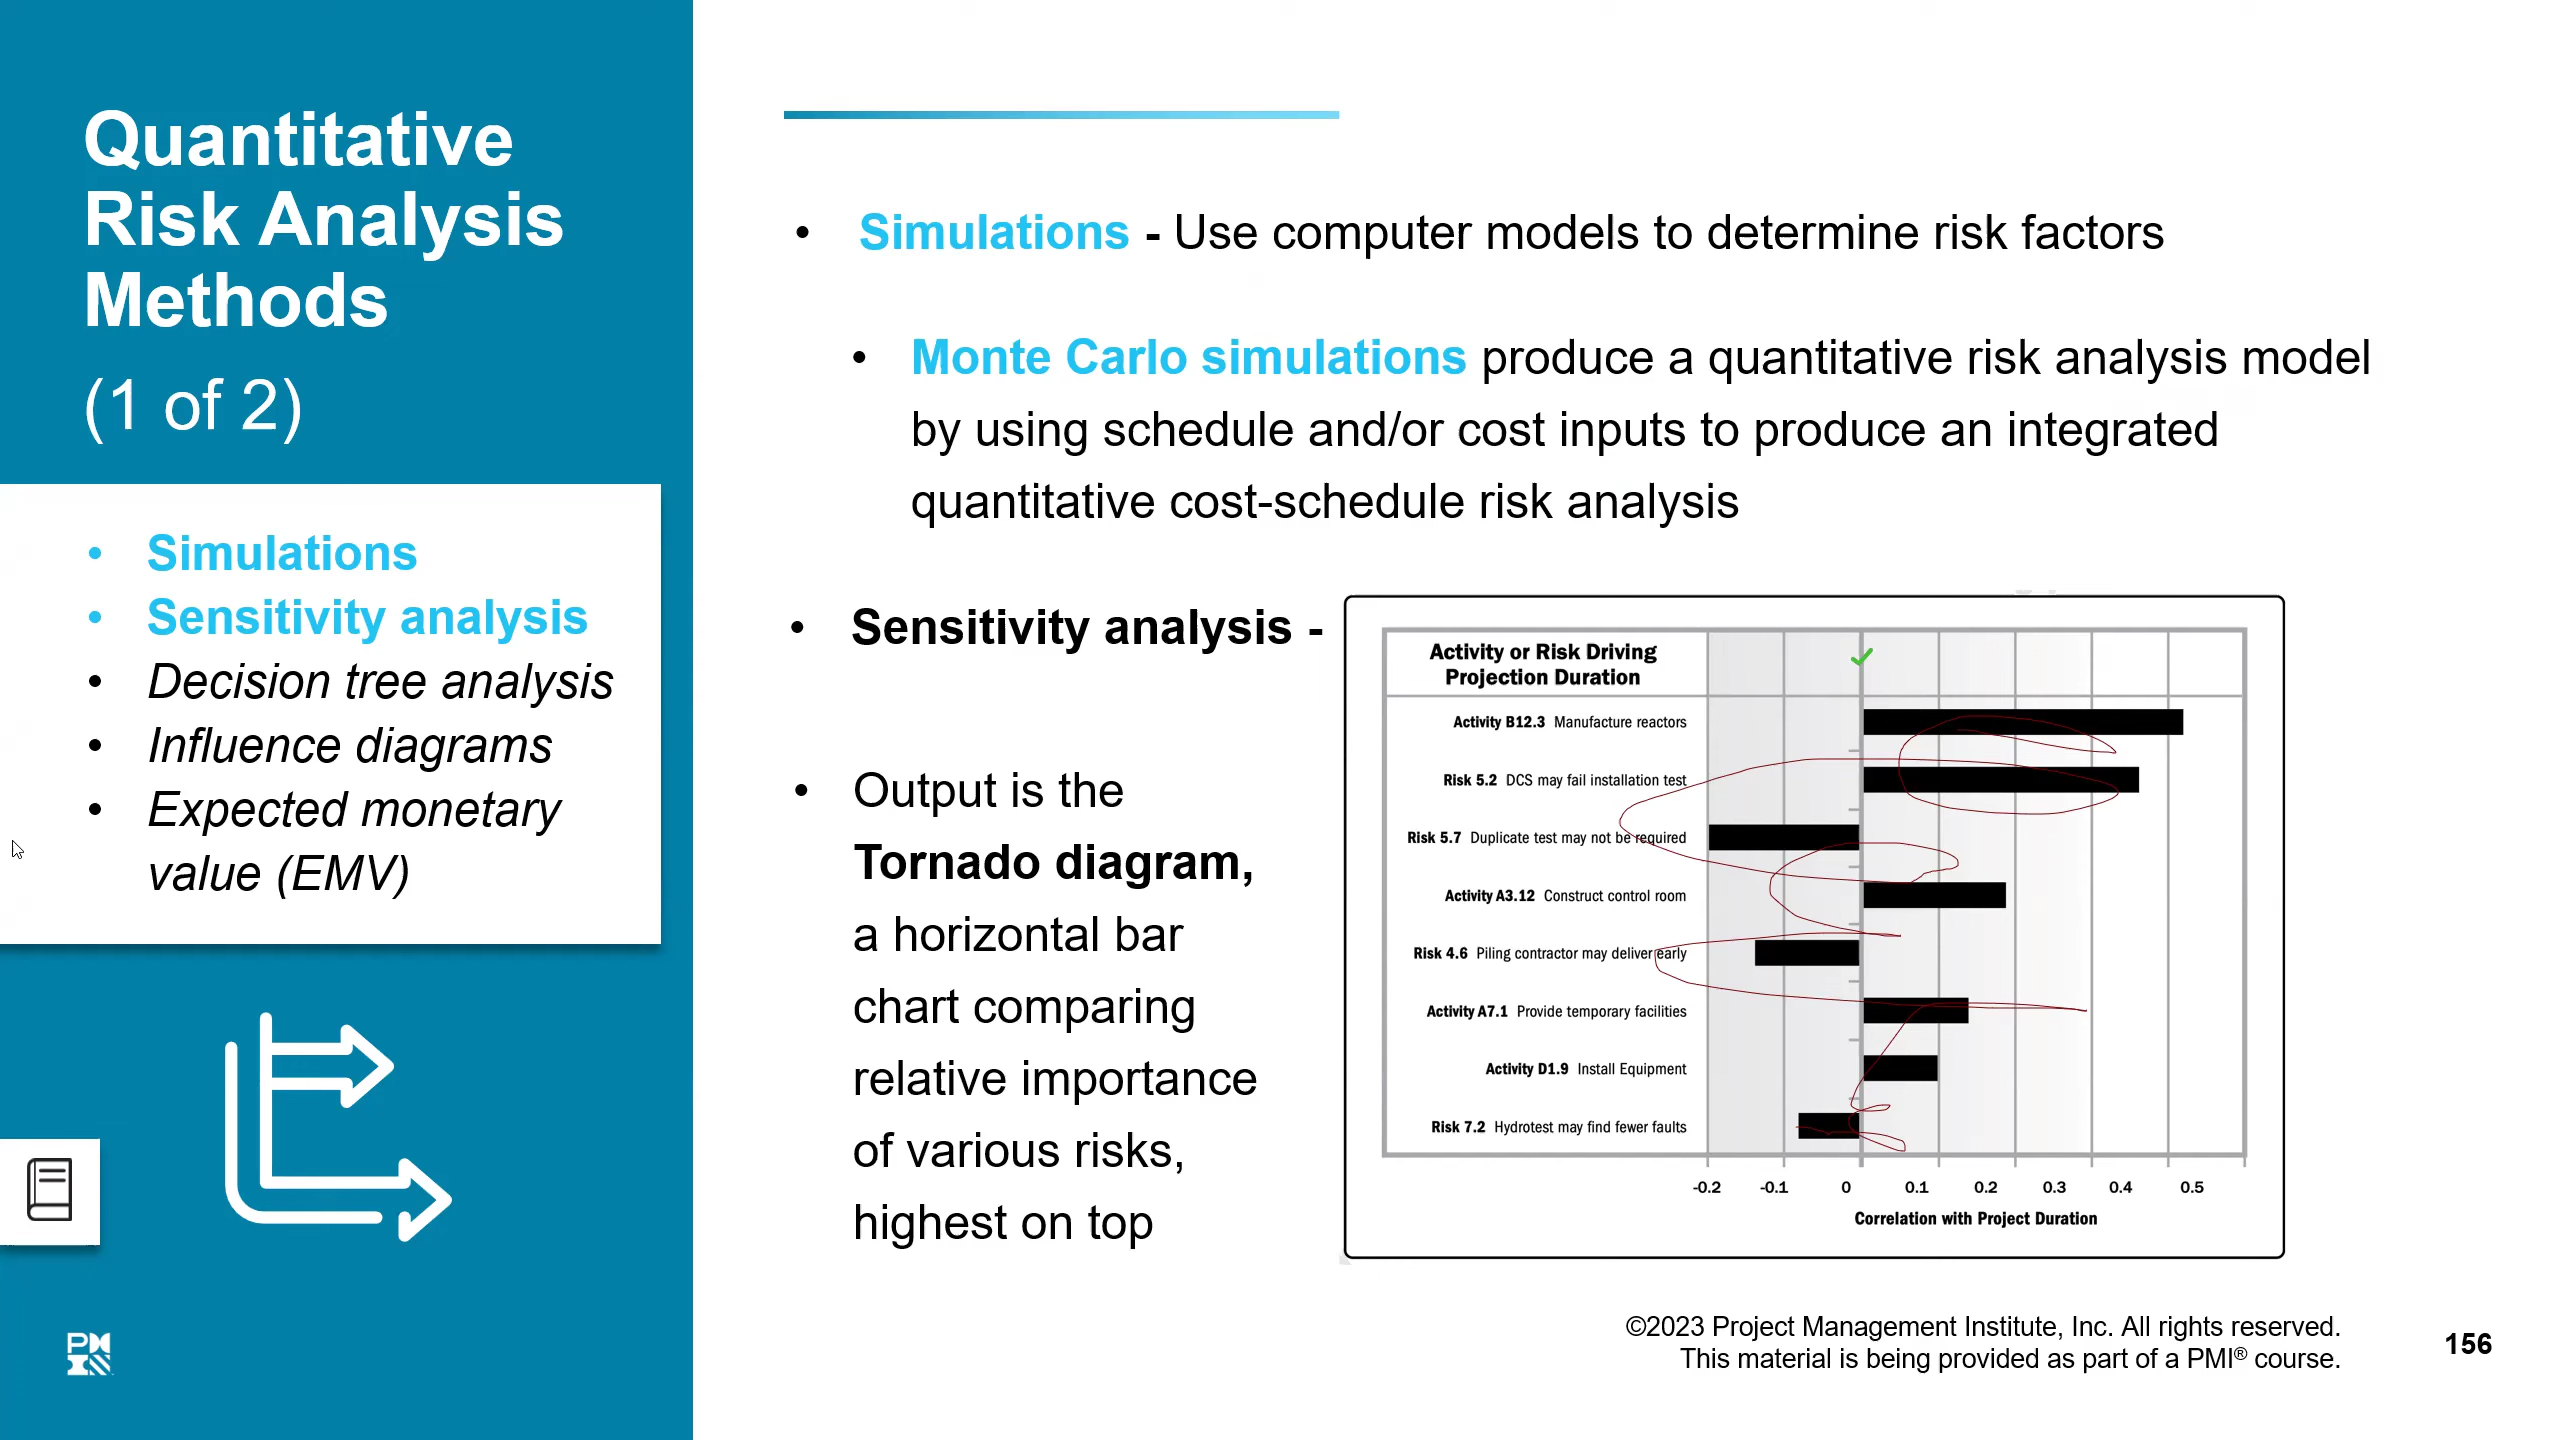 Quantitative
Risk Analysis
Methods
(1 of 2)
• Simulations
• Sensitivity analysis
• Decision tree analysis
• Influence diagrams
• Expected monetary
value (EMV)
• Simulations - Use computer models to determine risk factors
• Monte Carlo simulations produce a quantitative risk analysis model
by using schedule and/or cost inputs to produce an integrated
quantitative cost-schedule risk analysis
• Sensitivity analysis -
• Output is the
Tornado diagram,
a horizontal bar
chart comparing
relative importance
of various risks,
highest on top
Activity or Risk Driving
Projection Duration
Activity B12.3 Manufacture reactors
Risk 5.2 DCS may fail installation test
Risk 5.7 Duplicate test may not be required
Activity A3.12 Construct control room
Risk 4.6 Piling contractor may deliver early
Activity A7.1 Provide temporary facilities
Activity D1.9 Install Equipment
Risk 7.2 Hydrotest may find fewer faults
-0.2 -0.1 0 0.1 0.2 0.3 0.4 0.5
Correlation with Project Duration
©2023 Project Management Institute, Inc. All rights reserved.
This material is being provided as part of a PMI® course.
156